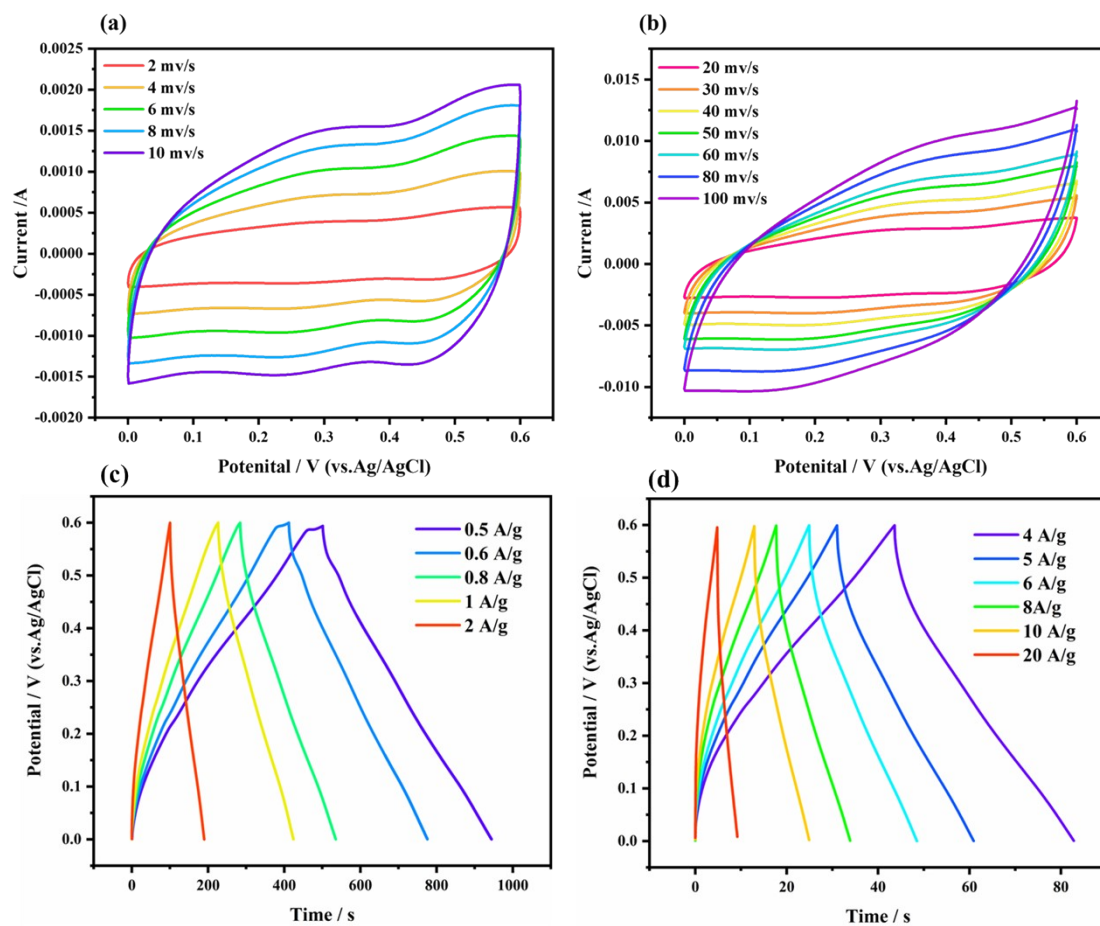 (a)
0.0025
0.0020
0.0015
0.0010
0.0005
0.0000
-0.0005
-0.0010
-0.0015
-0.0020
Current /A
2 mv/s
4 mv/s
6 mv/s
8 mv/s
10 mv/s
0.0 0.1 0.2 0.3 0.4 0.5 0.6
Potenital / V (vs.Ag/AgCl)
(b)
0.015
0.010
0.005
0.000
-0.005
-0.010
Current /A
20 mv/s
30 mv/s
40 mv/s
50 mv/s
60 mv/s
80 mv/s
100 mv/s
0.0 0.1 0.2 0.3 0.4 0.5 0.6
Potenital / V (vs.Ag/AgCl)
(c)
0.6
0.5
0.4
0.3
0.2
0.1
0.0
Potential / V (vs.Ag/AgCl)
0.5 A/g
0.6 A/g
0.8 A/g
1 A/g
2 A/g
0 200 400 600 800 1000
Time / s
(d)
0.6
0.5
0.4
0.3
0.2
0.1
0.0
Potential / V (vs.Ag/AgCl)
4 A/g
5 A/g
6 A/g
8A/g
10 A/g
20 A/g
0 20 40 60 80
Time / s